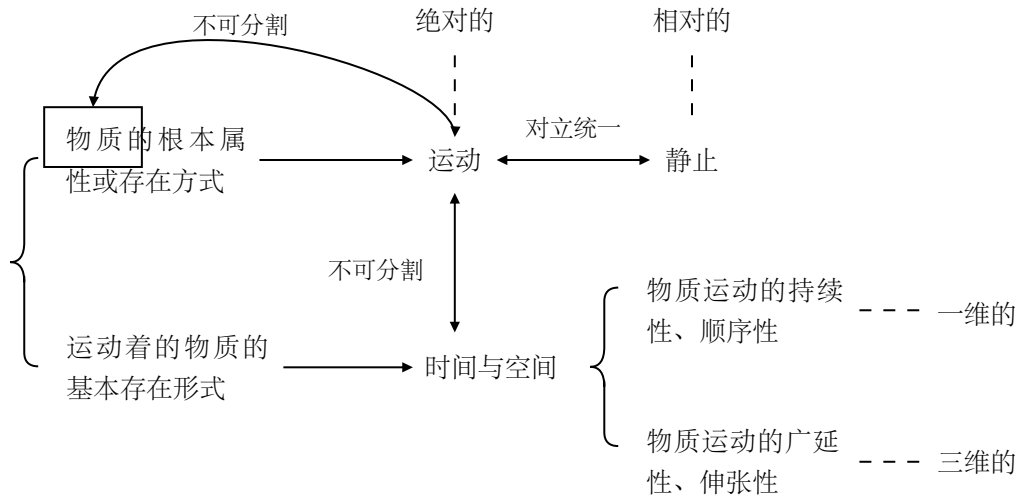 不可分割
绝对的
相对的
物质的根本属
性或存在方式
运动
对立统一
静止
不可分割
运动着的物质的
基本存在形式
时间与空间
物质运动的持续
性、顺序性
一维的
物质运动的广延
性、伸张性
三维的